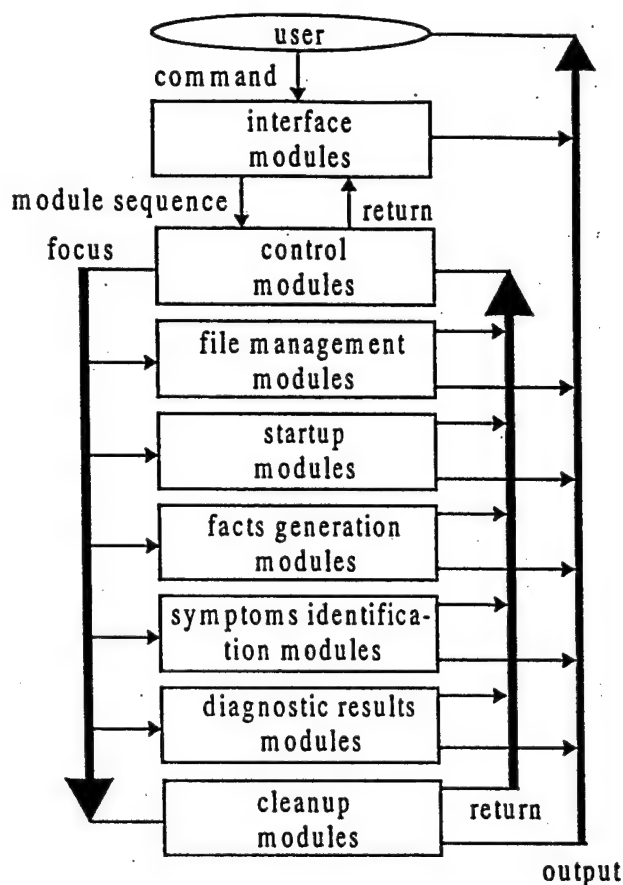 user
command
interface
modules
module sequence
return
focus
control
modules
file management
modules
startup
modules
facts generation
modules
symptoms identifica-
tion modules
diagnostic results
modules
cleanup
modules
return
output